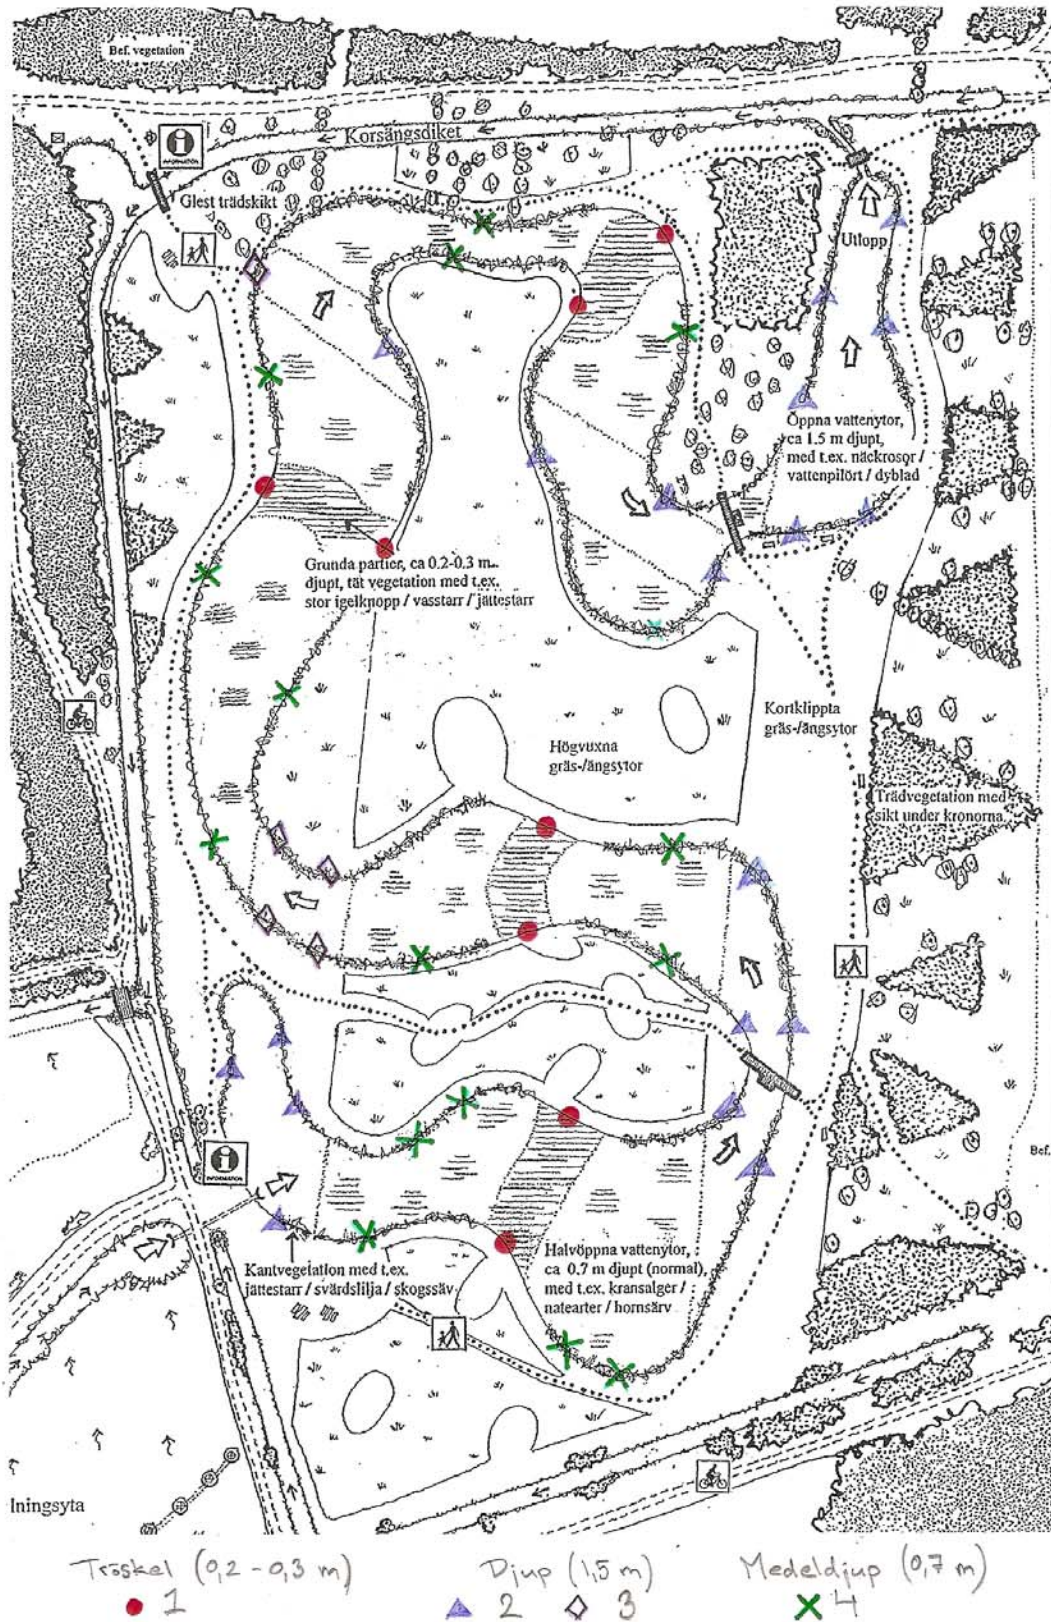 Bef. vegetation
INFORMATION
Korsängsdiket
Glest trädskikt
Utlopp
Öppna vattenytor,
ca 1.5 m djupt,
med t.ex. näckrosor /
vattenpilört / dyblad
Grunda partier, ca 0.2-0.3 m
djupt, tät vegetation med t.ex.
stor igelknopp / vasstarr / jättestarr
Kortklippta
gräs-/ängsytor
Högvuxna
gräs-/ängsytor
Trädvegetation med
sikt under kronorna
Bef.
INFORMATION
Kantvegetation med t.ex.
jättestarr / svärdslilja / skogssäv
Halvöppna vattenytor,
ca 0.7 m djupt (normal),
med t.ex. kransalger /
natearter / hornsärv
lningsyta
Tröskel (0,2-0,3 m) Djup (1,5 m) Medeldjup (0,7 m)
1 2 3 4